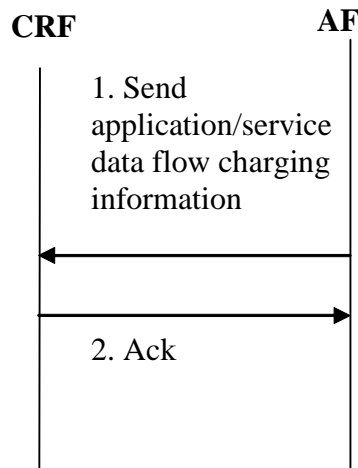 CRF
AF
1. Send
application/service
data flow charging
information
2. Ack